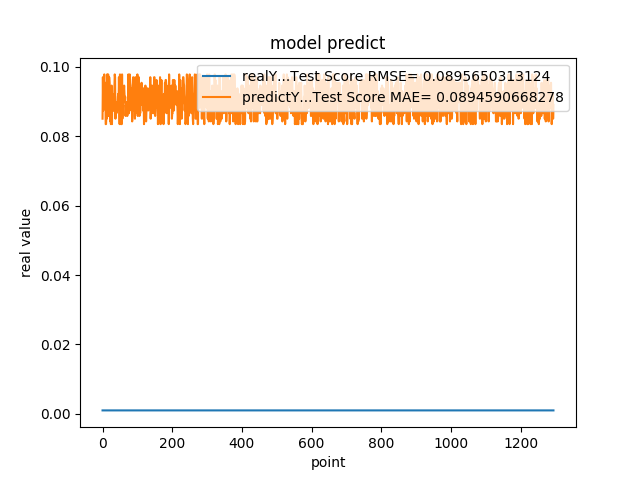 model predict
realY...Test Score RMSE= 0.0895650313124
predictY...Test Score MAE= 0.0894590668278
0.10
0.08
0.06
0.04
0.02
0.00
real value
0 200 400 600 800 1000 1200
point